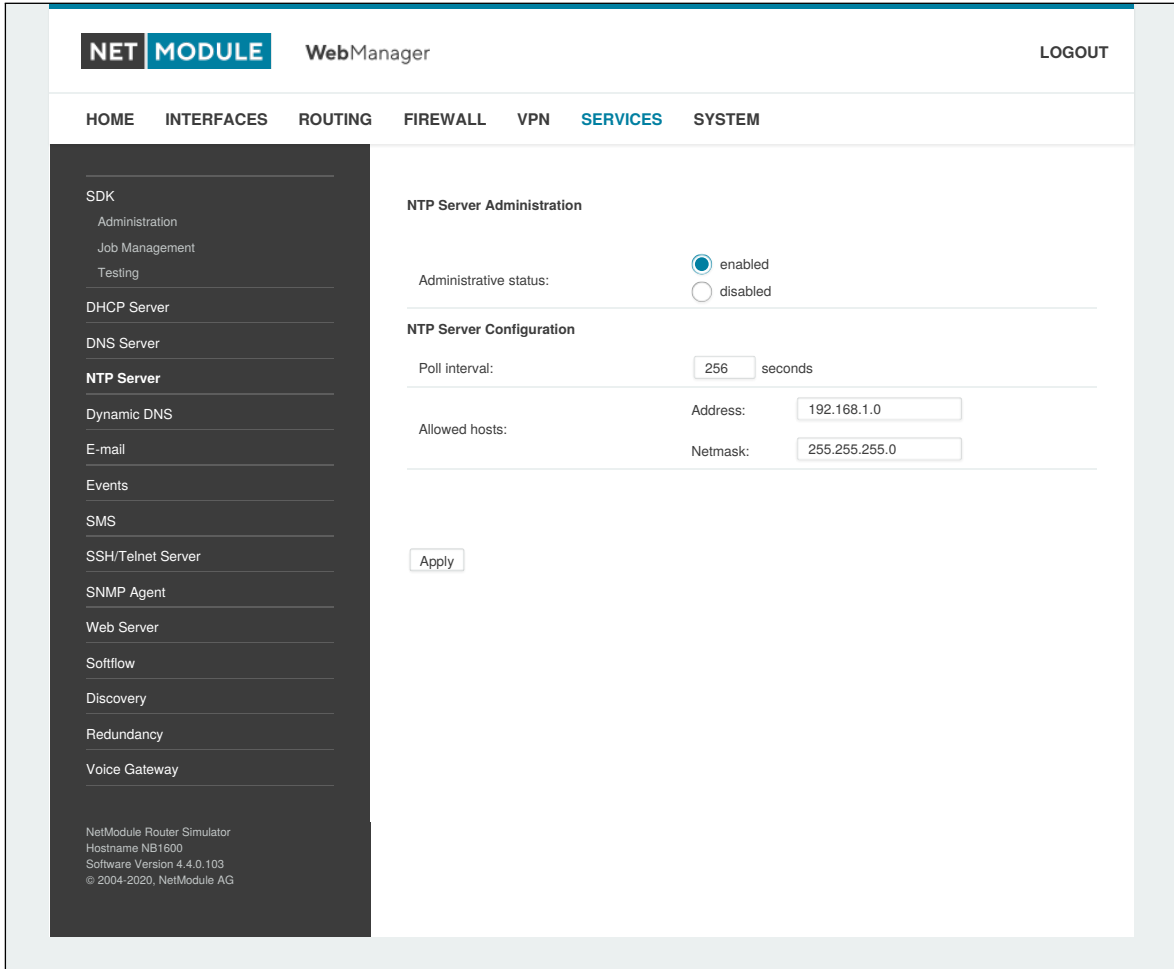 NET MODULE WebManager LOGOUT
HOME INTERFACES ROUTING FIREWALL VPN SERVICES SYSTEM
SDK
Administration
Job Management
Testing
DHCP Server
DNS Server
NTP Server
Dynamic DNS
E-mail
Events
SMS
SSH/Telnet Server
SNMP Agent
Web Server
Softflow
Discovery
Redundancy
Voice Gateway
NetModule Router Simulator
Hostname NB1600
Software Version 4.4.0.103
© 2004-2020, NetModule AG
NTP Server Administration
Administrative status:
enabled
disabled
NTP Server Configuration
Poll interval: 256 seconds
Allowed hosts:
Address: 192.168.1.0
Netmask: 255.255.255.0
Apply